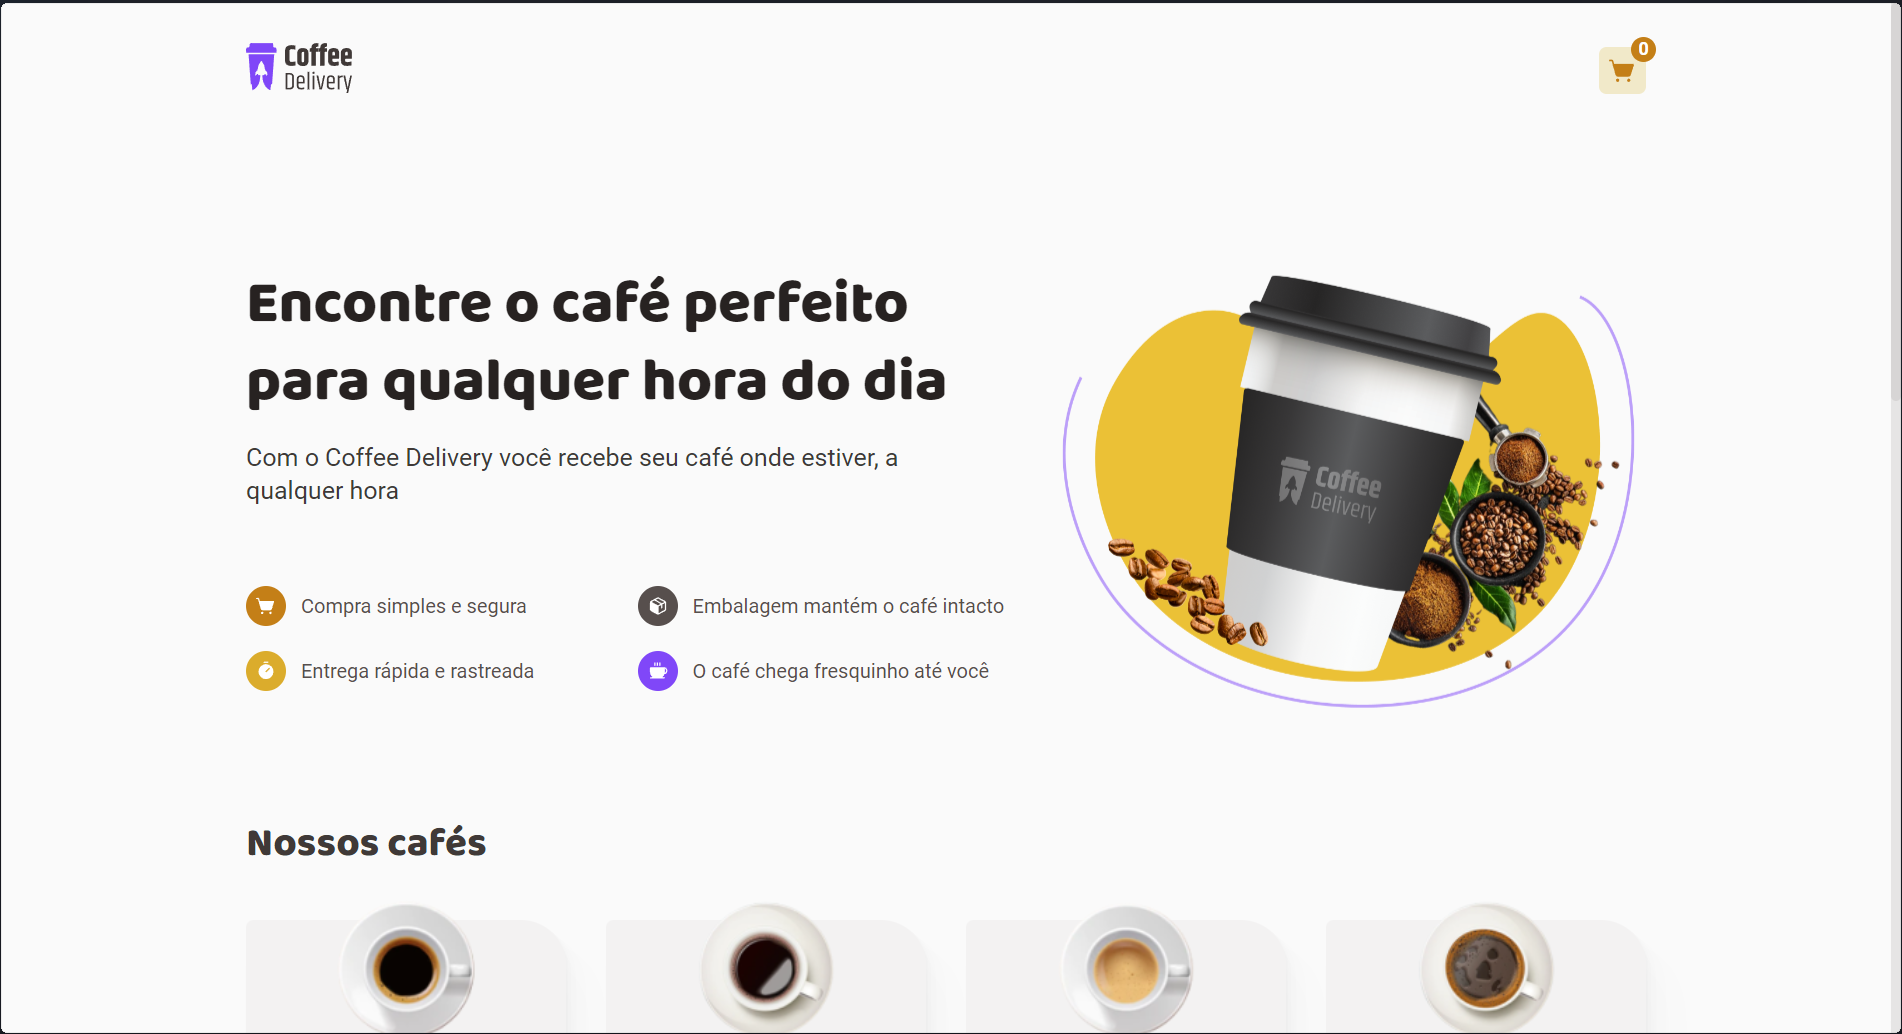 Coffee
Delivery
0
Encontre o café perfeito
para qualquer hora do dia
Com o Coffee Delivery você recebe seu café onde estiver, a
qualquer hora
Compra simples e segura
Embalagem mantém o café intacto
Entrega rápida e rastreada
O café chega fresquinho até você
Coffee
Delivery
Nossos cafés